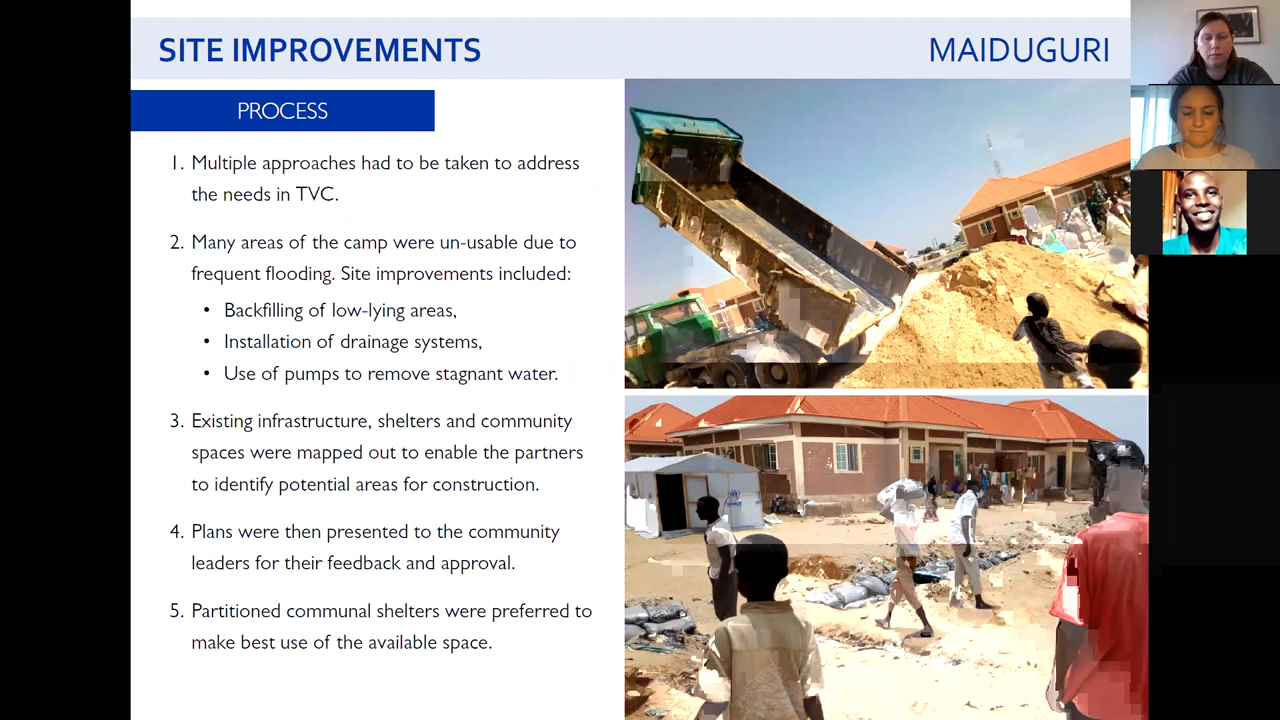 SITE IMPROVEMENTS
MAIDUGURI
PROCESS
1. Multiple approaches had to be taken to address
the needs in TVC.
2. Many areas of the camp were un-usable due to
frequent flooding. Site improvements included:
• Backfilling of low-lying areas,
• Installation of drainage systems,
• Use of pumps to remove stagnant water.
3. Existing infrastructure, shelters and community
spaces were mapped out to enable the partners
to identify potential areas for construction.
4. Plans were then presented to the community
leaders for their feedback and approval.
5. Partitioned communal shelters were preferred to
make best use of the available space.